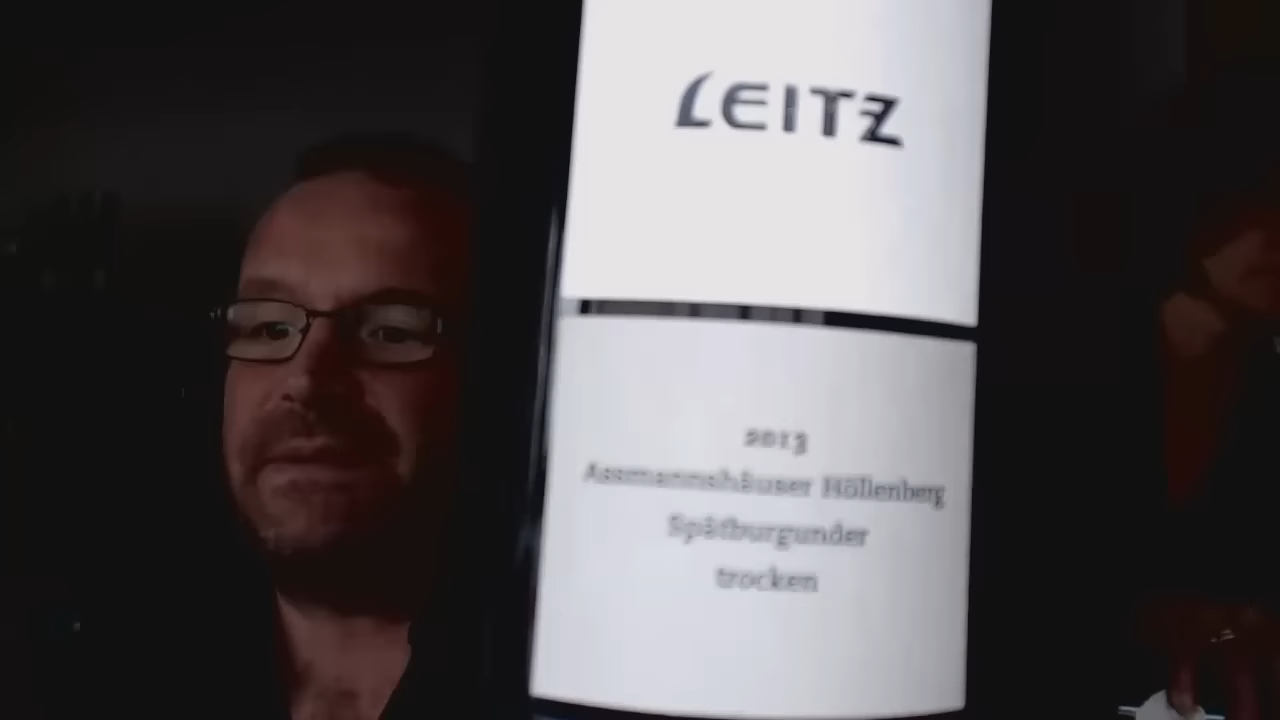 LEITZ
2013
Assmannshäuser Höllenberg
Spätburgunder
trocken